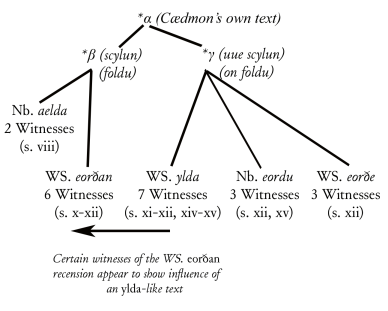 *α (Cædmon's own text)
*β (scylun)
(foldu)
*γ (uue scylun)
(on foldu)
Nb. aelda
2 Witnesses
(s. viii)
WS. eorðan
6 Witnesses
(s. x-xii)
WS. ylda
7 Witnesses
(s. xi-xii, xiv-xv)
Nb. eordu
3 Witnesses
(s. xii, xv)
WS. eorðe
3 Witnesses
(s. xii)
Certain witnesses of the WS. eorðan
recension appear to show influence of
an ylda-like text